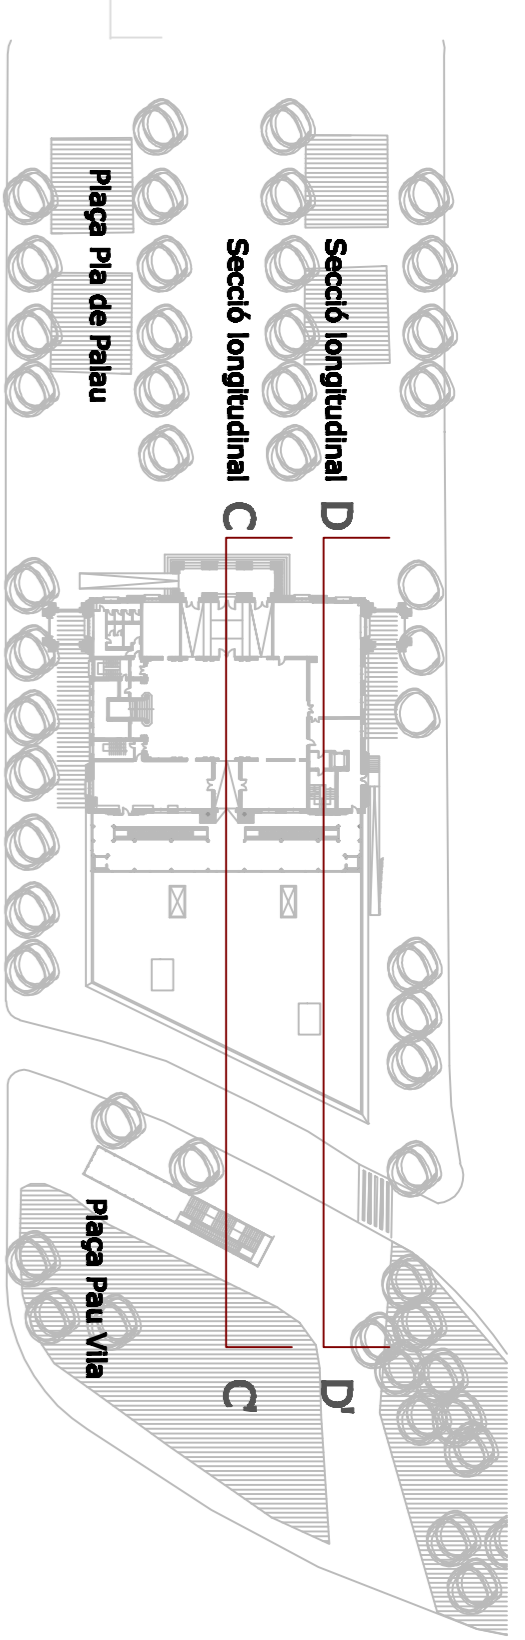 Plaça Pla de Palau
Secció longitudinal
C
Secció longitudinal
D
Plaça Pau Vila
C'
D'